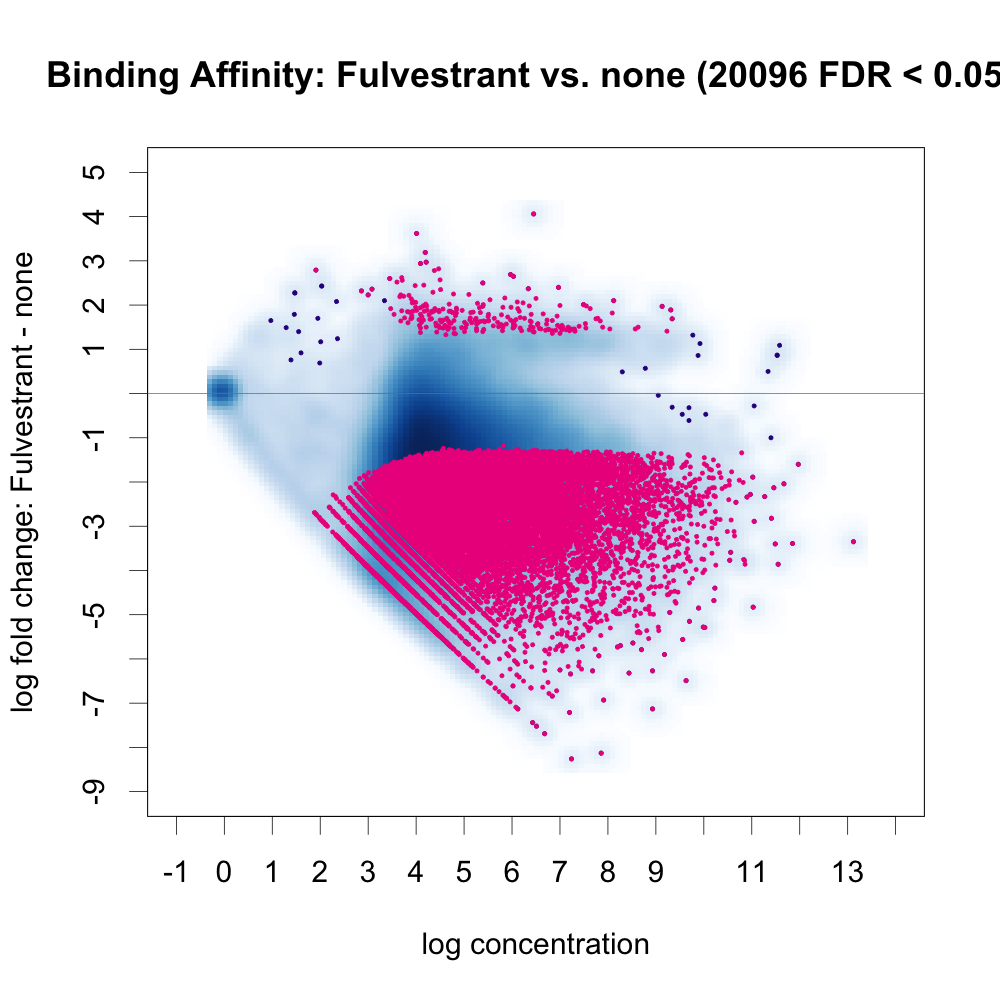 Binding Affinity: Fulvestrant vs. none (20096 FDR < 0.05
log fold change: Fulvestrant - none
5
4
3
2
1
-1
-3
-5
-7
-9
-1 0 1 2 3 4 5 6 7 8 9 11 13
log concentration